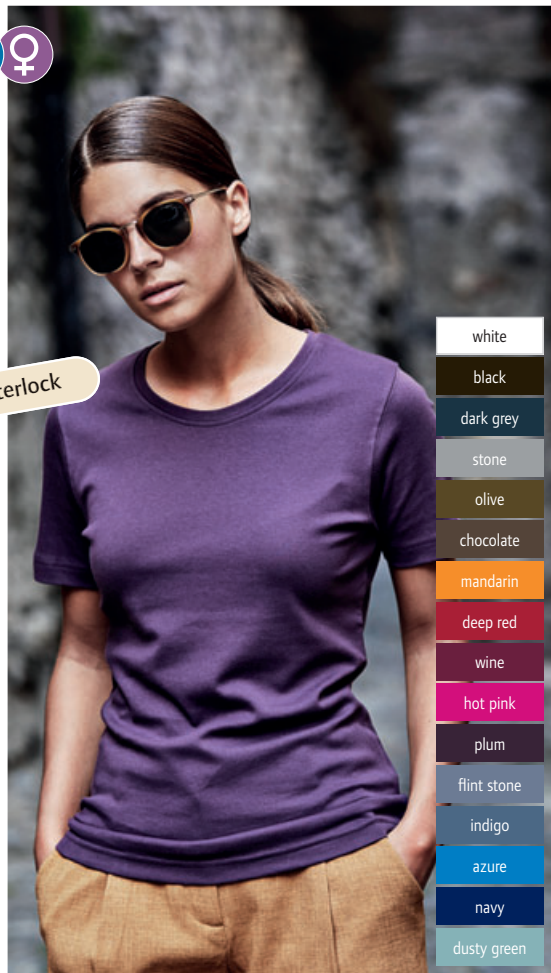 terlock
white
black
dark grey
stone
olive
chocolate
mandarin
deep red
wine
hot pink
plum
flint stone
indigo
azure
navy
dusty green